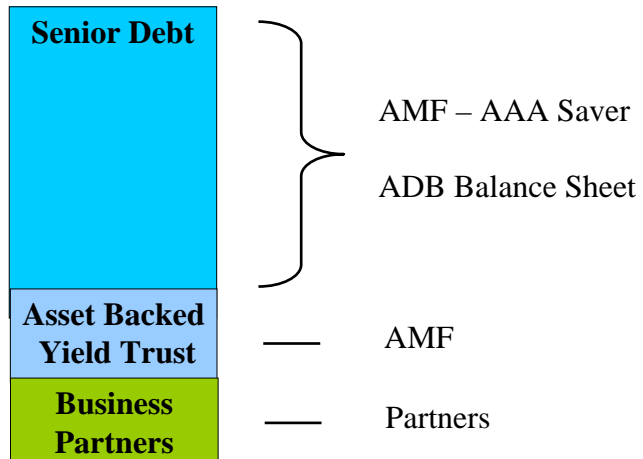 Senior Debt
AMF – AAA Saver
ADB Balance Sheet
Asset Backed
Yield Trust
AMF
Business
Partners
Partners